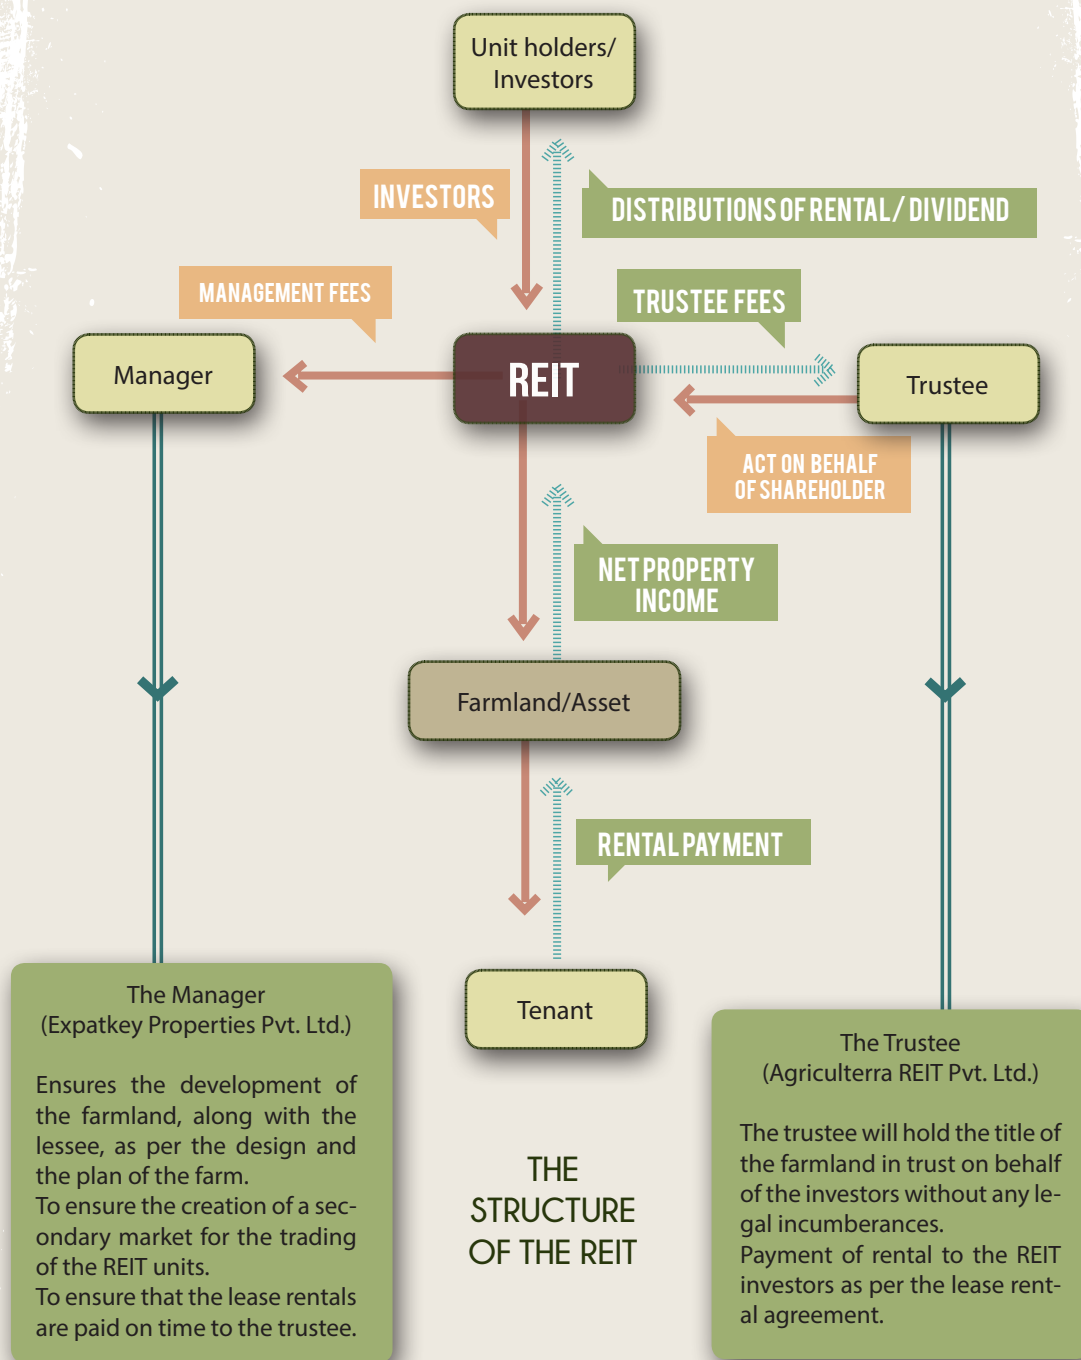 Unit holders/
Investors
INVESTORS
DISTRIBUTIONS OF RENTAL / DIVIDEND
MANAGEMENT FEES
TRUSTEE FEES
Manager
REIT
Trustee
ACT ON BEHALF
OF SHAREHOLDER
NET PROPERTY
INCOME
Farmland/Asset
RENTAL PAYMENT
Tenant
The Manager
(Expatkey Properties Pvt. Ltd.)
Ensures the development of
the farmland, along with the
lessee, as per the design and
the plan of the farm.
To ensure the creation of a sec-
ondary market for the trading
of the REIT units.
To ensure that the lease rentals
are paid on time to the trustee.
THE
STRUCTURE
OF THE REIT
The Trustee
(Agriculterra REIT Pvt. Ltd.)
The trustee will hold the title of
the farmland in trust on behalf
of the investors without any le-
gal incumberances.
Payment of rental to the REIT
investors as per the lease rent-
al agreement.